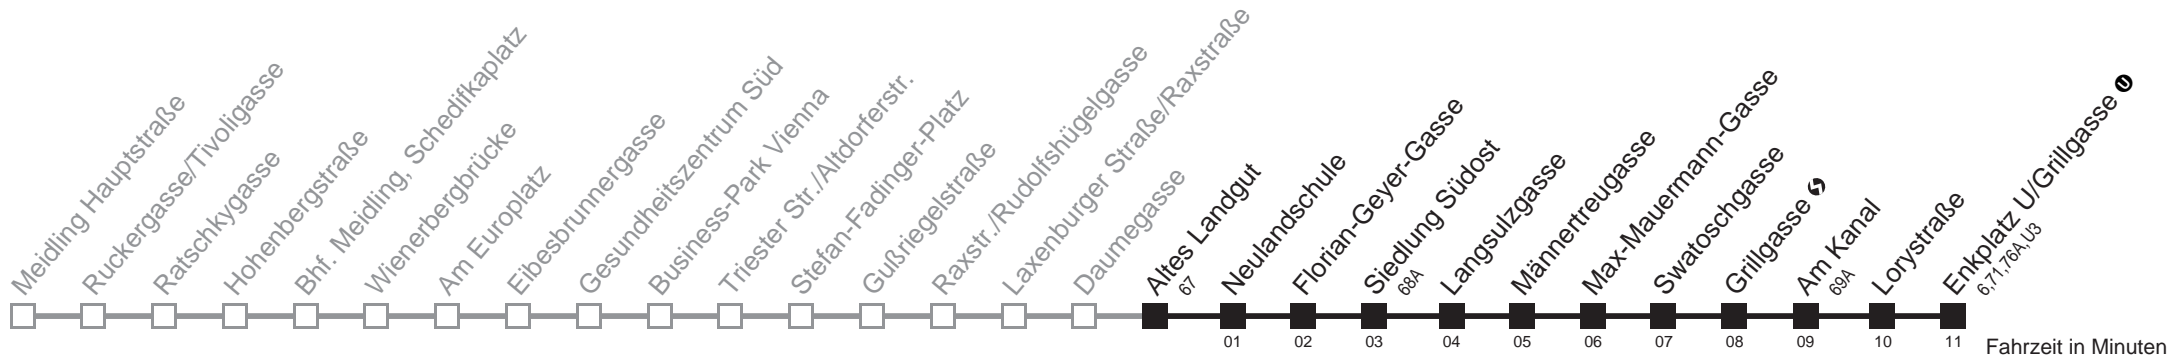 Meidling Hauptstraße
Ruckergasse/Tivoligasse
Ratschkygasse
Hohenbergstraße
Bhf. Meidling, Schedifkaplatz
Wienerbergbrücke
Am Europlatz
Eibesbrunnergasse
Gesundheitszentrum Süd
Business-Park Vienna
Triester Str./Altdorferstr.
Stefan-Fadinger-Platz
Gußriegelstraße
Raxstr./Rudolfshügelgasse
Laxenburger Straße/Raxstraße
Daumegasse
Altes Landgut
67
Neulandschule
Florian-Geyer-Gasse
Siedlung Südost
68A
Langsulzgasse
Männertreugasse
Max-Mauermann-Gasse
Swatoschgasse
Grillgasse
Am Kanal
69A
Lorystraße
Enkplatz U/Grillgasse U
6,71,76A,U3
01 02 03 04 05 06 07 08 09 10 11 Fahrzeit in Minuten